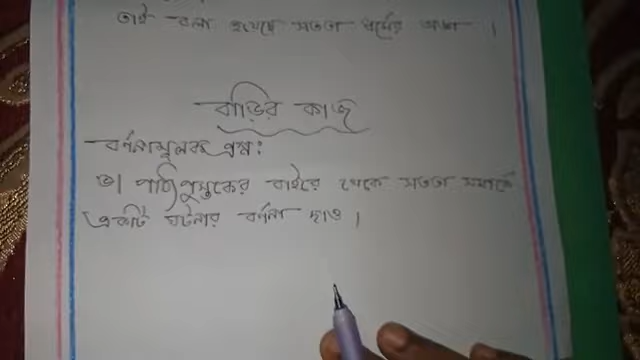 তাই বলা হয়েছে সততা ধর্মের অঙ্গ ।
বাড়ির কাজ
বর্ণনামূলক প্রশ্ন:
৩। পাঠ্যপুস্তকের বাইরে থেকে সততা সম্পর্কে
একটি ঘটনার বর্ণনা দাও ।